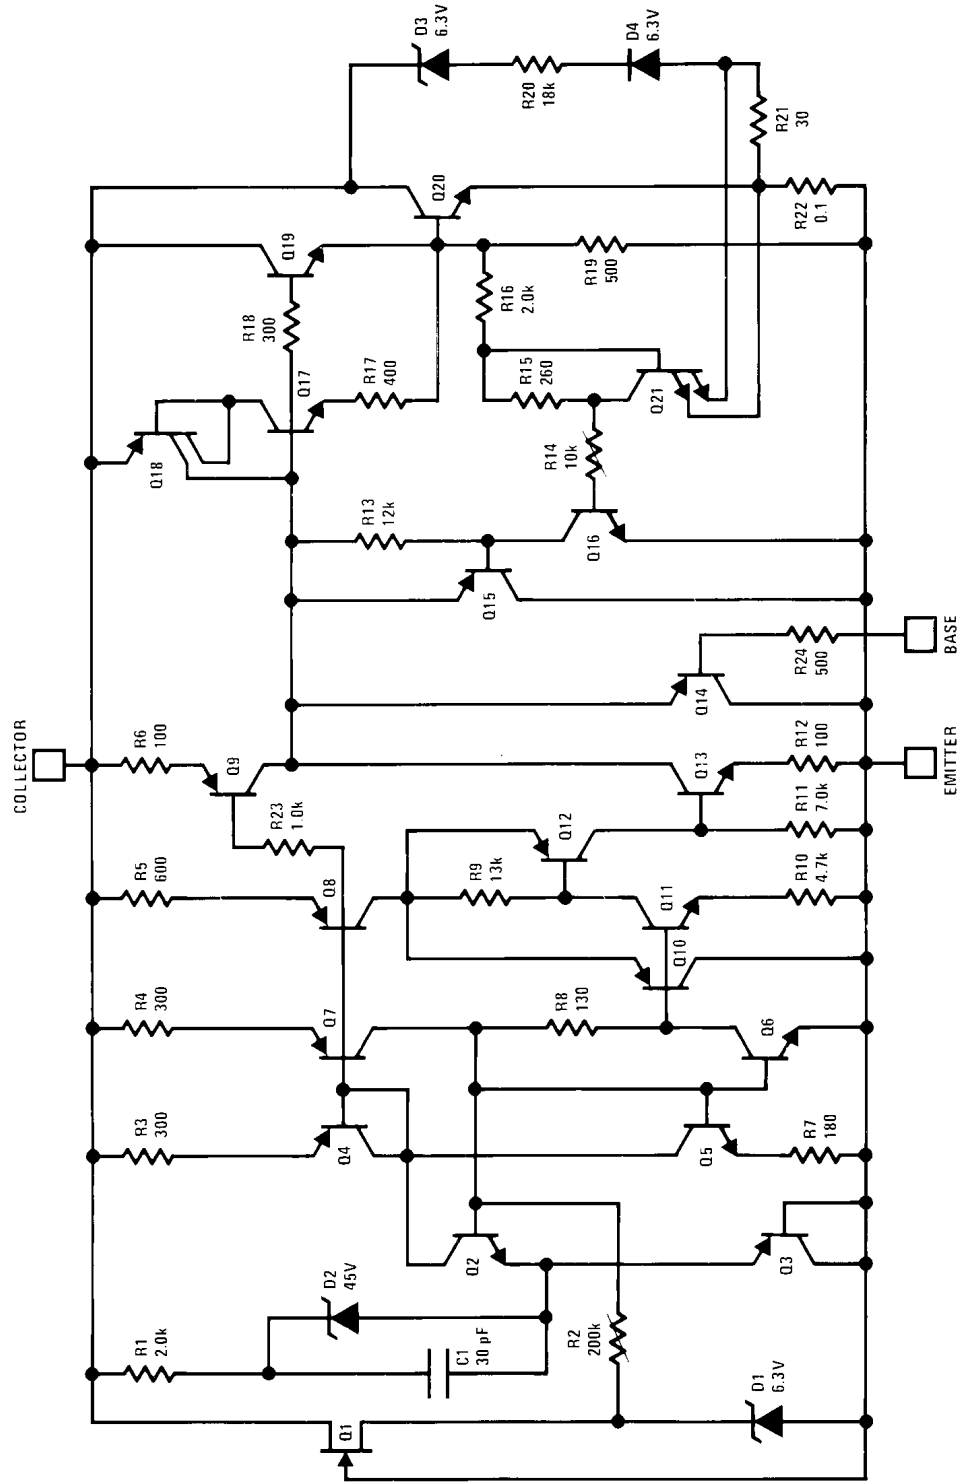 COLLECTOR
EMITTER
BASE
Q1
R1
2.0k
D2
45V
C1
30 pF
R2
200k
D1
6.3V
Q2
Q3
R3
300
Q4
Q5
R7
180
R4
300
Q7
R8
130
Q6
R5
600
Q8
R9
13k
Q10
Q11
R10
4.7k
R6
100
Q9
R23
1.0k
Q12
R11
7.0k
Q13
R12
100
Q14
R24
500
Q15
R13
12k
Q16
R14
10k
Q18
Q17
R17
400
R18
300
Q19
R15
260
R16
2.0k
Q21
R19
500
Q20
R22
0.1
D3
6.3V
R20
18k
D4
6.3V
R21
30